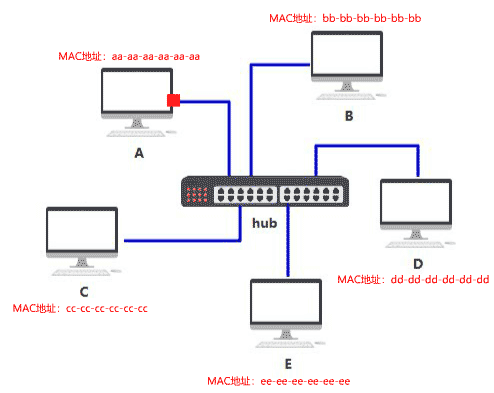 MAC地址：bb-bb-bb-bb-bb-bb
MAC地址：aa-aa-aa-aa-aa-aa
B
A
hub
D
MAC地址：dd-dd-dd-dd-dd-dd
C
MAC地址：cc-cc-cc-cc-cc-cc
E
MAC地址：ee-ee-ee-ee-ee-ee